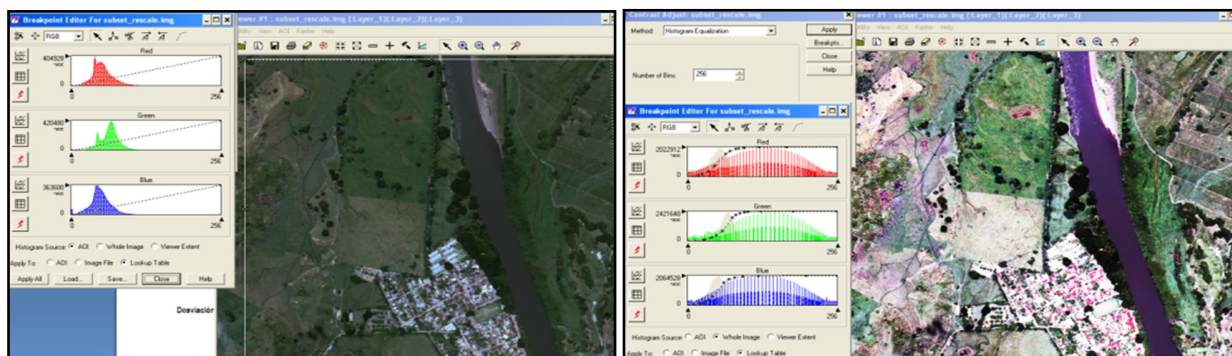 Breakpoint Editor For subset_rescale.img
RGB
Red
404928
0
0
256
Green
420480
0
0
256
Blue
363600
0
0
256
Histogram Source: AOI Whole Image Viewer Extent
Apply To: AOI Image File Lookup Table
Apply All Load... Save... Close Help
Desviación
ewer #1 : subset_rescale.img (:Layer_1)(:Layer_2)(:Layer_3)
tility View AOI Raster Help
Contrast Adjust: subset_rescale.img
Method: Histogram Equalization
Apply
Breakpts...
Close
Help
Number of Bins: 256
Breakpoint Editor For subset_rescale.img
RGB
Red
2022912
0
0
256
Green
2421648
0
0
256
Blue
2064528
0
0
256
Histogram Source: AOI Whole Image Viewer Extent
Apply To: AOI Image File Lookup Table
ewer #1 : subset_rescale.img (:Layer_1)(:Layer_2)(:Layer_3)
tility View AOI Raster Help